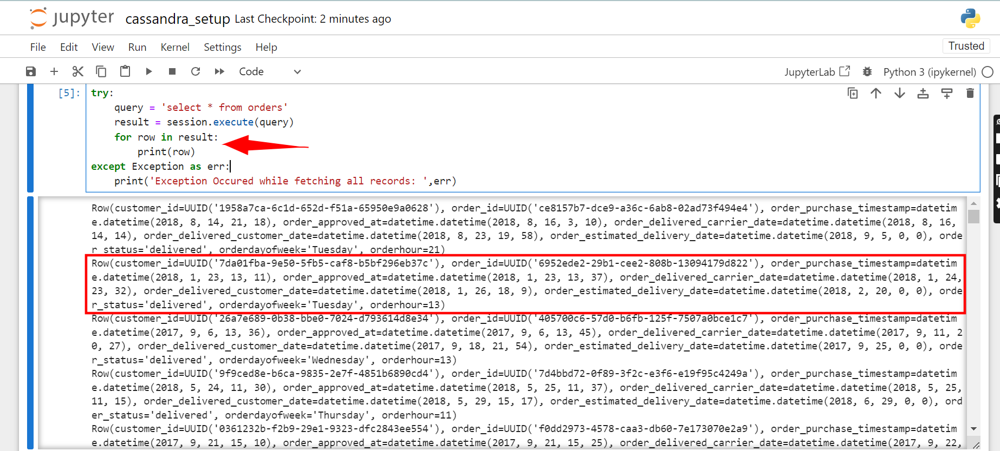 jupyter cassandra_setup Last Checkpoint: 2 minutes ago
File Edit View Run Kernel Settings Help
Trusted
Code
JupyterLab
Python 3 (ipykernel)
[5]: try:
query = 'select * from orders'
result = session.execute(query)
for row in result:
print(row)
except Exception as err:
print('Exception Occured while fetching all records: ',err)
Row(customer_id=UUID('1958a7ca-6c1d-652d-f51a-65950e9a0628'), order_id=UUID('ce8157b7-dce9-a36c-6ab8-02ad73f494e4'), order_purchase_timestamp=datetim
e.datetime(2018, 8, 14, 21, 18), order_approved_at=datetime.datetime(2018, 8, 16, 3, 10), order_delivered_carrier_date=datetime.datetime(2018, 8, 16,
14, 14), order_delivered_customer_date=datetime.datetime(2018, 8, 23, 19, 58), order_estimated_delivery_date=datetime.datetime(2018, 9, 5, 0, 0), orde
r_status='delivered', orderdayofweek='Tuesday', orderhour=21)
Row(customer_id=UUID('7da01fba-9e50-5fb5-caf8-b5bf296eb37c'), order_id=UUID('6952ede2-29b1-cee2-808b-13094179d822'), order_purchase_timestamp=datetim
e.datetime(2018, 1, 23, 13, 11), order_approved_at=datetime.datetime(2018, 1, 23, 13, 37), order_delivered_carrier_date=datetime.datetime(2018, 1, 24,
23, 32), order_delivered_customer_date=datetime.datetime(2018, 1, 26, 18, 9), order_estimated_delivery_date=datetime.datetime(2018, 2, 20, 0, 0), orde
r_status='delivered', orderdayofweek='Tuesday', orderhour=13)
Row(customer_id=UUID('26a7e689-0b38-bbe0-7024-d793614d8e34'), order_id=UUID('405700c6-57d0-b6fb-125f-7507a0bce1c7'), order_purchase_timestamp=datetim
e.datetime(2017, 9, 6, 13, 36), order_approved_at=datetime.datetime(2017, 9, 6, 13, 45), order_delivered_carrier_date=datetime.datetime(2017, 9, 11, 2
0, 27), order_delivered_customer_date=datetime.datetime(2017, 9, 18, 21, 54), order_estimated_delivery_date=datetime.datetime(2017, 9, 25, 0, 0), orde
r_status='delivered', orderdayofweek='Wednesday', orderhour=13)
Row(customer_id=UUID('9f9ced8e-b6ca-9835-2e7f-4851b6890cd4'), order_id=UUID('7d4bbd72-0f89-3f2c-e3f6-e19f95c4249a'), order_purchase_timestamp=datetim
e.datetime(2018, 5, 24, 11, 30), order_approved_at=datetime.datetime(2018, 5, 25, 11, 37), order_delivered_carrier_date=datetime.datetime(2018, 5, 25,
11, 15), order_delivered_customer_date=datetime.datetime(2018, 5, 29, 15, 17), order_estimated_delivery_date=datetime.datetime(2018, 6, 29, 0, 0), ord
er_status='delivered', orderdayofweek='Thursday', orderhour=11)
Row(customer_id=UUID('0361232b-f2b9-29e1-9323-dfc2843ee554'), order_id=UUID('f0dd2973-4578-caa3-db60-7e173070e2a9'), order_purchase_timestamp=datetim
e.datetime(2017, 9, 21, 15, 10), order_approved_at=datetime.datetime(2017, 9, 21, 15, 25), order_delivered_carrier_date=datetime.datetime(2017, 9, 22,